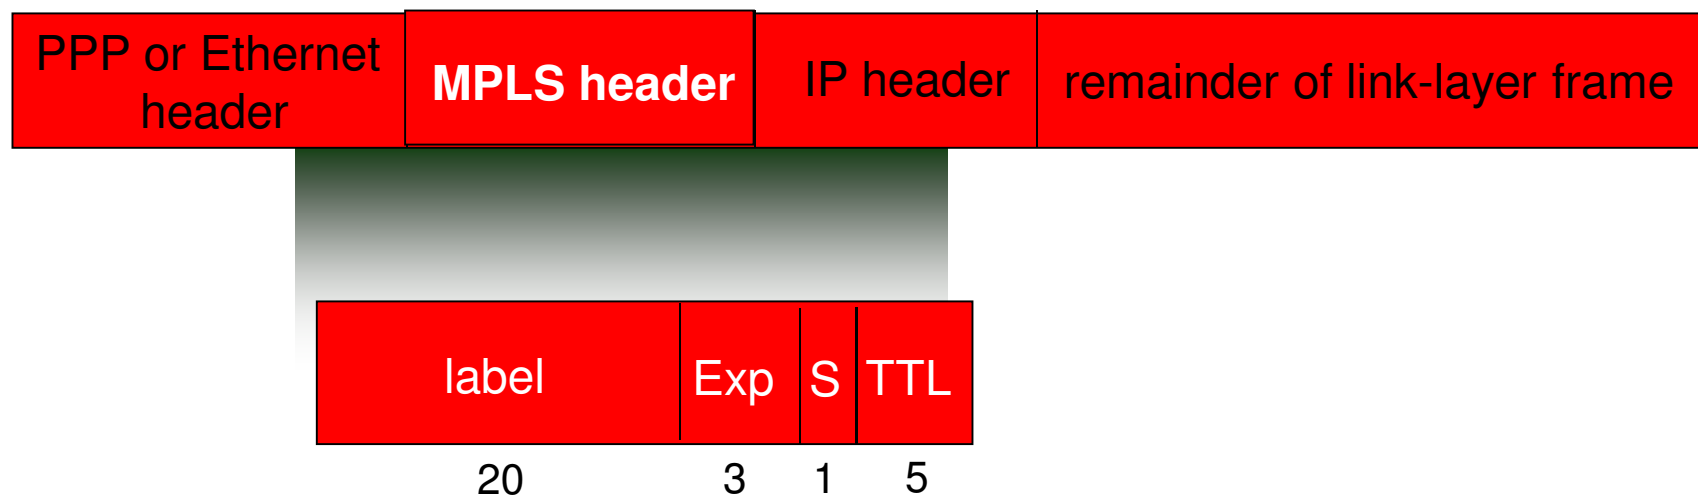 PPP or Ethernet
header
MPLS header
IP header
remainder of link-layer frame
label
Exp
S
TTL
20
3
1
5